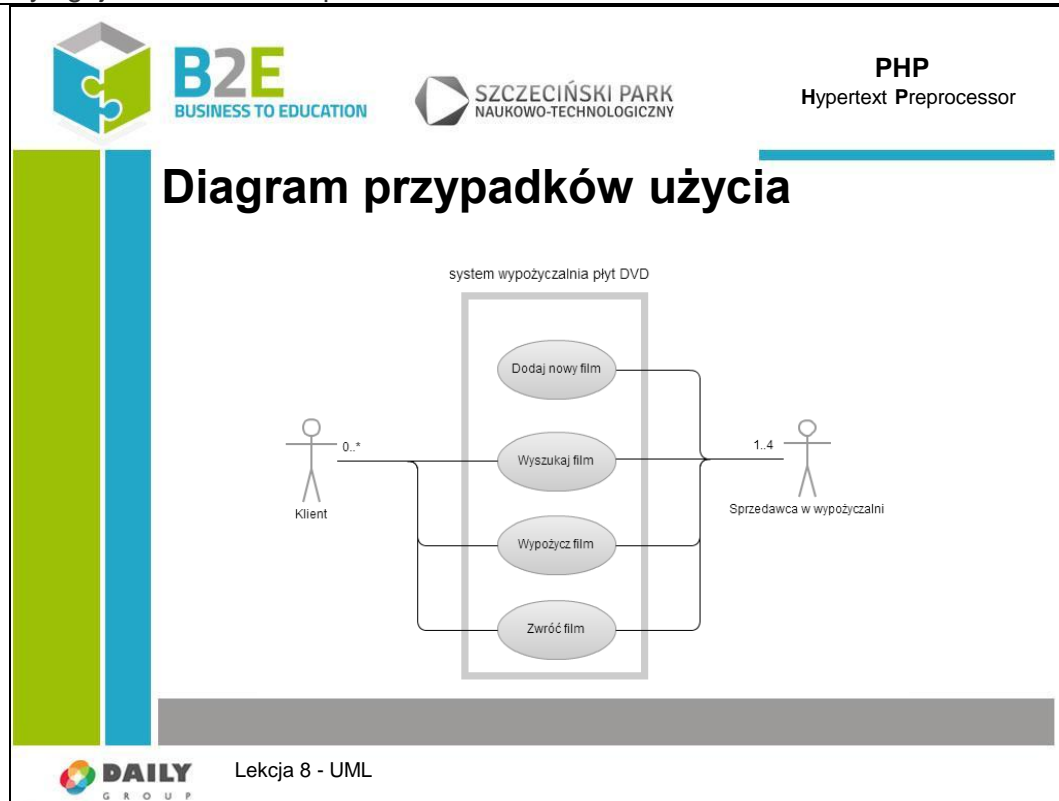 B2E
BUSINESS TO EDUCATION
SZCZECIŃSKI PARK
NAUKOWO-TECHNOLOGICZNY
PHP
Hypertext Preprocessor
Diagram przypadków użycia
system wypożyczalnia płyt DVD
Dodaj nowy film
0..*
Wyszukaj film
1..4
Klient
Sprzedawca w wypożyczalni
Wypożycz film
Zwróć film
DAILY
GROUP
Lekcja 8 - UML